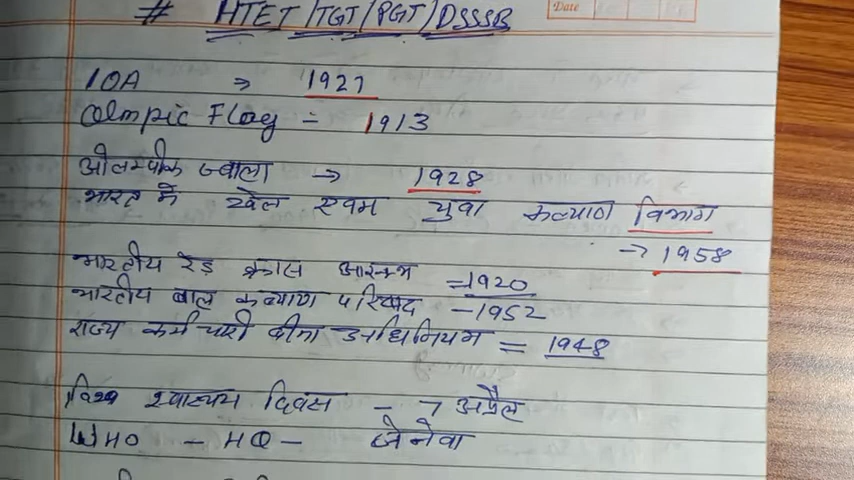 # HTET/TGT/PGT/DSSSB
Date
IOA ⇒ 1927
Olmpic Flag = 1913
ओलम्पीक ज्वाला → 1928
भारत मे खेल एवम युवा कल्याण विभाग
→ 1958
भारतीय रेड क्रास आरम्भ =1920
भारतीय बाल कल्याण परिषद -1952
राज्य कर्मचारी बीमा अधिनियम = 1948
विश्व स्वास्थय दिवस - 7 अप्रैल
WHO - HQ - जेनेवा